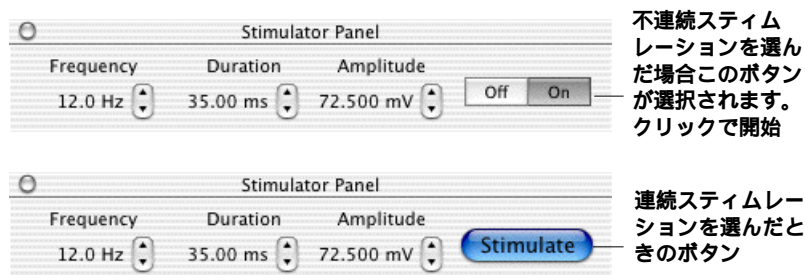 Stimulator Panel
Frequency Duration Amplitude
12.0 Hz 35.00 ms 72.500 mV Off On
不連続スティム
レーションを選ん
だ場合このボタン
が選択されます。
クリックで開始
Stimulator Panel
Frequency Duration Amplitude
12.0 Hz 35.00 ms 72.500 mV Stimulate
連続スティムレー
ションを選んだと
きのボタン